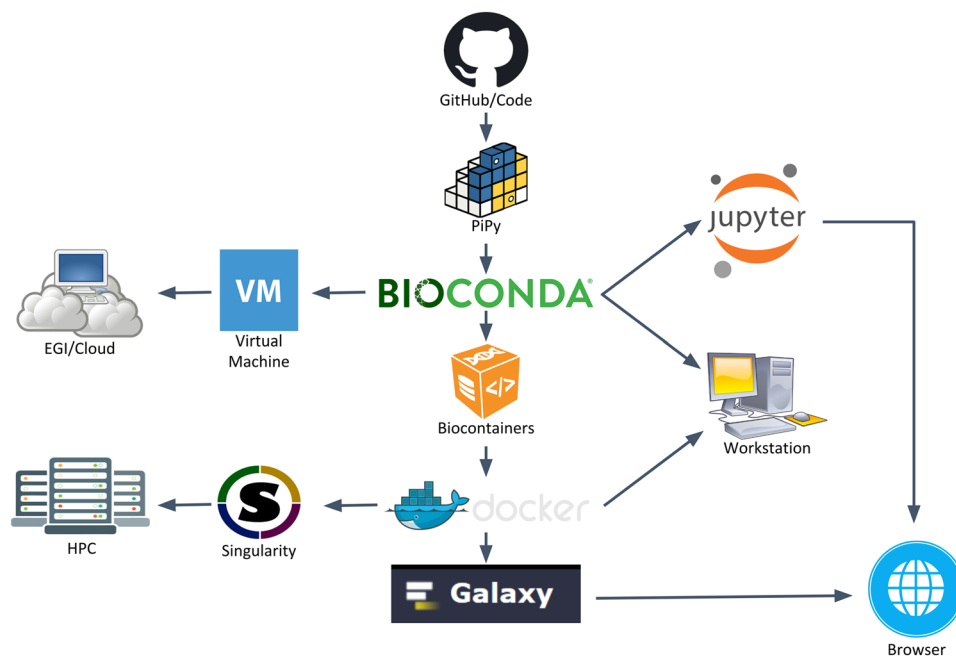 GitHub/Code
PiPy
jupyter
BIOCONDA®
VM
Virtual
Machine
EGI/Cloud
</>
Biocontainers
Workstation
docker
S
Singularity
HPC
Galaxy
Browser